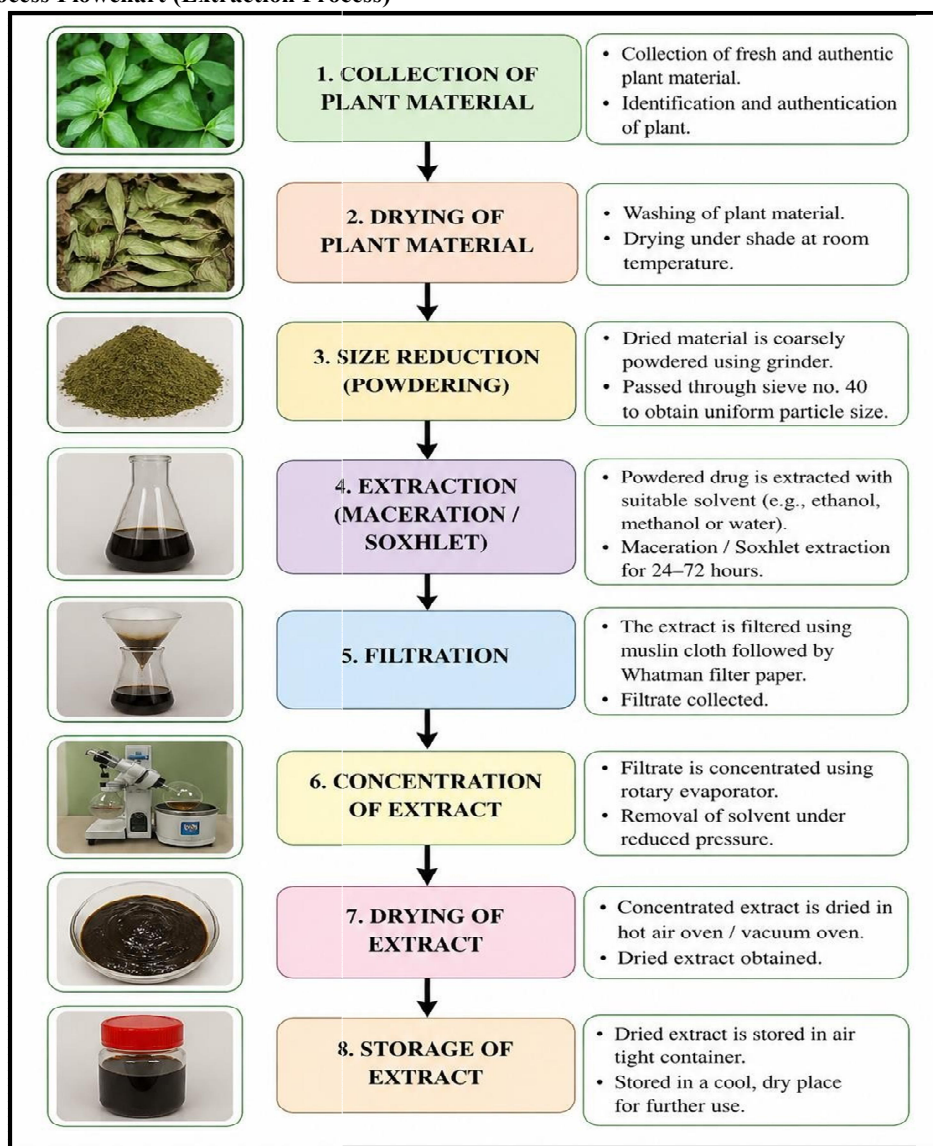 Process Flowchart (Extraction Process)
1. COLLECTION OF
PLANT MATERIAL
• Collection of fresh and authentic
plant material.
• Identification and authentication
of plant.
2. DRYING OF
PLANT MATERIAL
• Washing of plant material.
• Drying under shade at room
temperature.
3. SIZE REDUCTION
(POWDERING)
• Dried material is coarsely
powdered using grinder.
• Passed through sieve no. 40
to obtain uniform particle size.
4. EXTRACTION
(MACERATION /
SOXHLET)
• Powdered drug is extracted with
suitable solvent (e.g., ethanol,
methanol or water).
• Maceration / Soxhlet extraction
for 24–72 hours.
5. FILTRATION
• The extract is filtered using
muslin cloth followed by
Whatman filter paper.
• Filtrate collected.
6. CONCENTRATION
OF EXTRACT
• Filtrate is concentrated using
rotary evaporator.
• Removal of solvent under
reduced pressure.
7. DRYING OF
EXTRACT
• Concentrated extract is dried in
hot air oven / vacuum oven.
• Dried extract obtained.
8. STORAGE OF
EXTRACT
• Dried extract is stored in air
tight container.
• Stored in a cool, dry place
for further use.